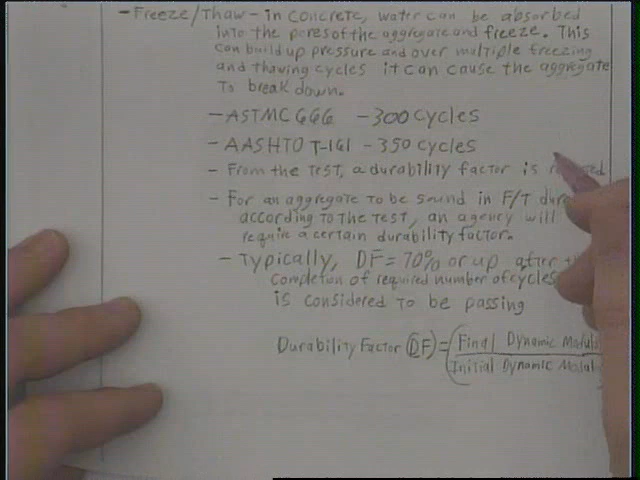 - Freeze/Thaw - in concrete, water can be absorbed
into the pores of the aggregate and freeze. This
can build up pressure and over multiple freezing
and thawing cycles it can cause the aggregate
to break down.
- ASTM C 666 - 300 cycles
- AASHTO T-161 - 350 cycles
- From the test, a durability factor is
- For an aggregate to be sound in F/T
according to the test, an agency will
require a certain durability factor.
- Typically, DF = 70% or up after
completion of required number of cycles
is considered to be passing
Durability Factor (DF) = (Final Dynamic
Initial Dynamic